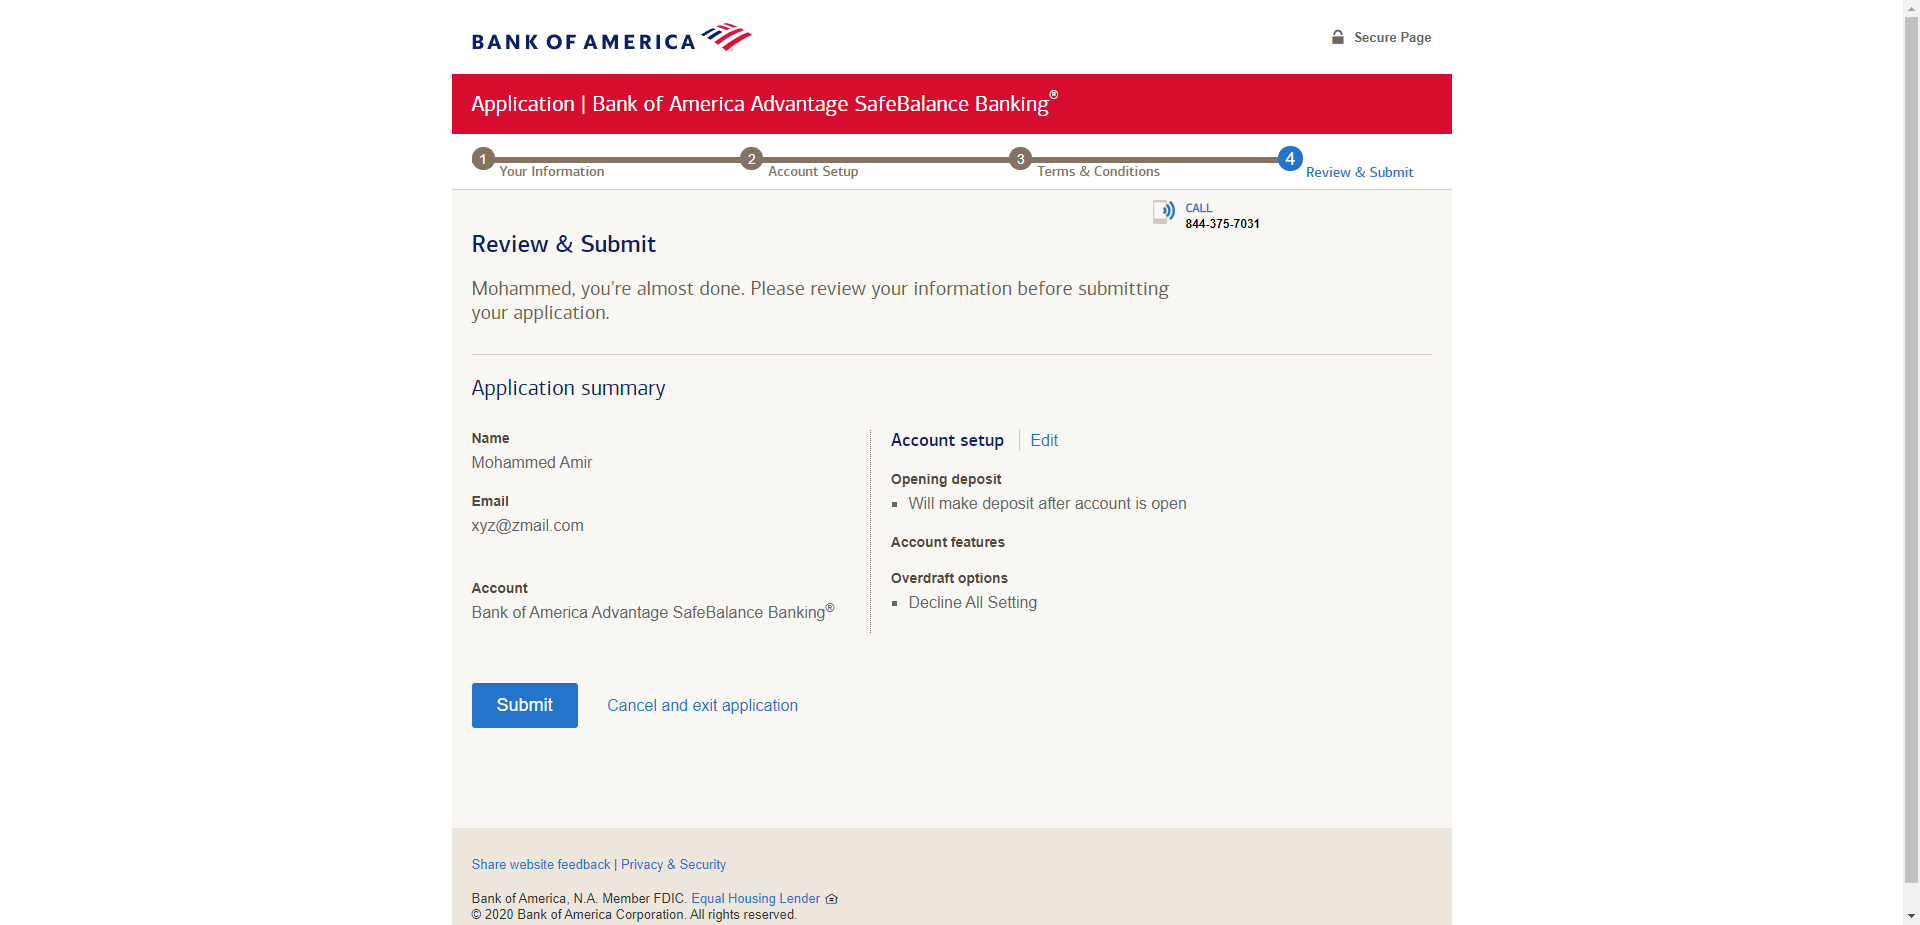 BANK OF AMERICA
Secure Page
Application | Bank of America Advantage SafeBalance Banking®
1 Your Information
2 Account Setup
3 Terms & Conditions
4 Review & Submit
CALL
844-375-7031
Review & Submit
Mohammed, you're almost done. Please review your information before submitting
your application.
Application summary
Name
Mohammed Amir
Email
xyz@zmail.com
Account
Bank of America Advantage SafeBalance Banking®
Account setup
Edit
Opening deposit
Will make deposit after account is open
Account features
Overdraft options
Decline All Setting
Submit
Cancel and exit application
Share website feedback | Privacy & Security
Bank of America, N.A. Member FDIC. Equal Housing Lender
© 2020 Bank of America Corporation. All rights reserved.